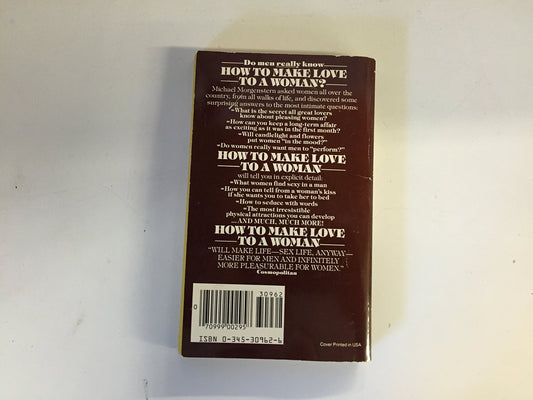 Do men really know
HOW TO MAKE LOVE
TO A WOMAN?
Michael Morgenstern asked women all over the
country, from all walks of life, and discovered some
surprising answers to the most intimate questions:
What is the secret all great lovers
know about pleasing women?
How can you keep a long-term affair
as exciting as it was in the first month?
Will candlelight and flowers
put women "in the mood?"
Do women really want men to "perform?"
HOW TO MAKE LOVE
TO A WOMAN
will tell you in explicit detail:
What women find sexy in a man
How you can tell from a woman's kiss
if she wants you to take her to bed
How to seduce with words
The most irresistible
physical attractions you can develop
...AND MUCH, MUCH MORE!
HOW TO MAKE LOVE
TO A WOMAN
"WILL MAKE LIFE—SEX LIFE, ANYWAY—
EASIER FOR MEN AND INFINITELY
MORE PLEASURABLE FOR WOMEN."
Cosmopolitan
30962
0
70999 00295
ISBN 0-345-30962-6
Cover Printed in USA